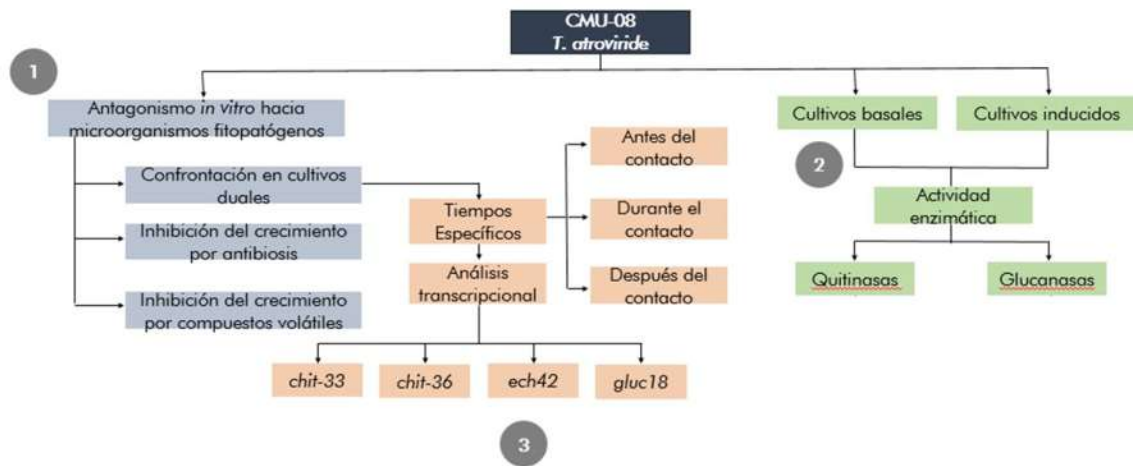 CMU-08
T. atroviride
1
Antagonismo in vitro hacia
microorganismos fitopatógenos
Confrontación en cultivos
duales
Inhibición del crecimiento
por antibiosis
Inhibición del crecimiento
por compuestos volátiles
Tiempos
Específicos
Análisis
transcripcional
Antes del
contacto
Durante el
contacto
Después del
contacto
chit-33
chit-36
ech42
gluc18
3
Cultivos basales
Cultivos inducidos
2
Actividad
enzimática
Quitinasas
Glucanasas